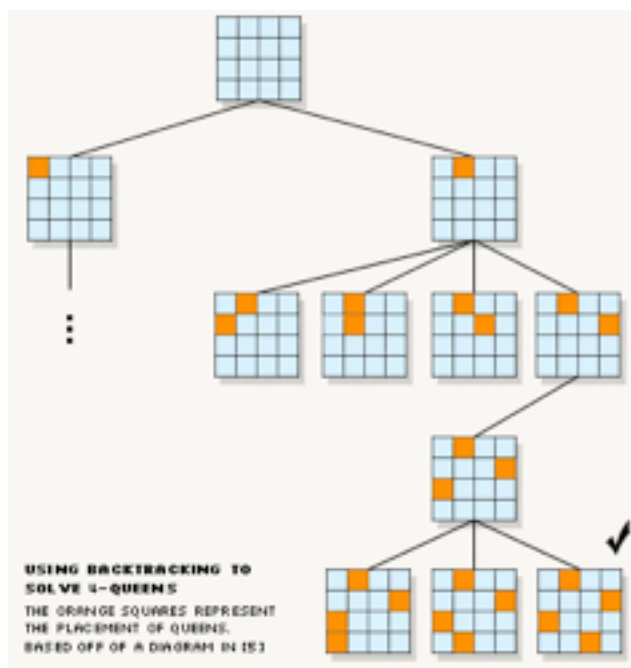 USING BACKTRACKING TO
SOLVE 4-QUEENS
THE ORANGE SQUARES REPRESENT
THE PLACEMENT OF QUEENS.
BASED OFF OF A DIAGRAM IN [5]